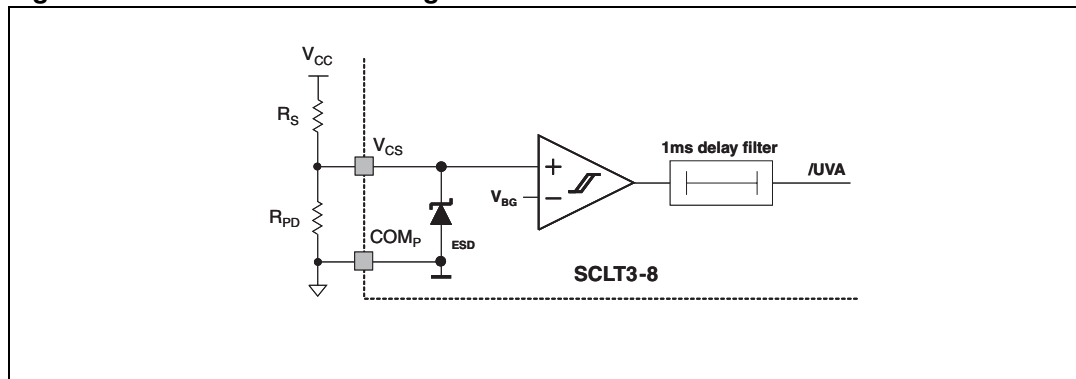 V_CC
R_S
V_CS
1ms delay filter
/UVA
+
V_BG
−
R_PD
COM_P
ESD
SCLT3-8